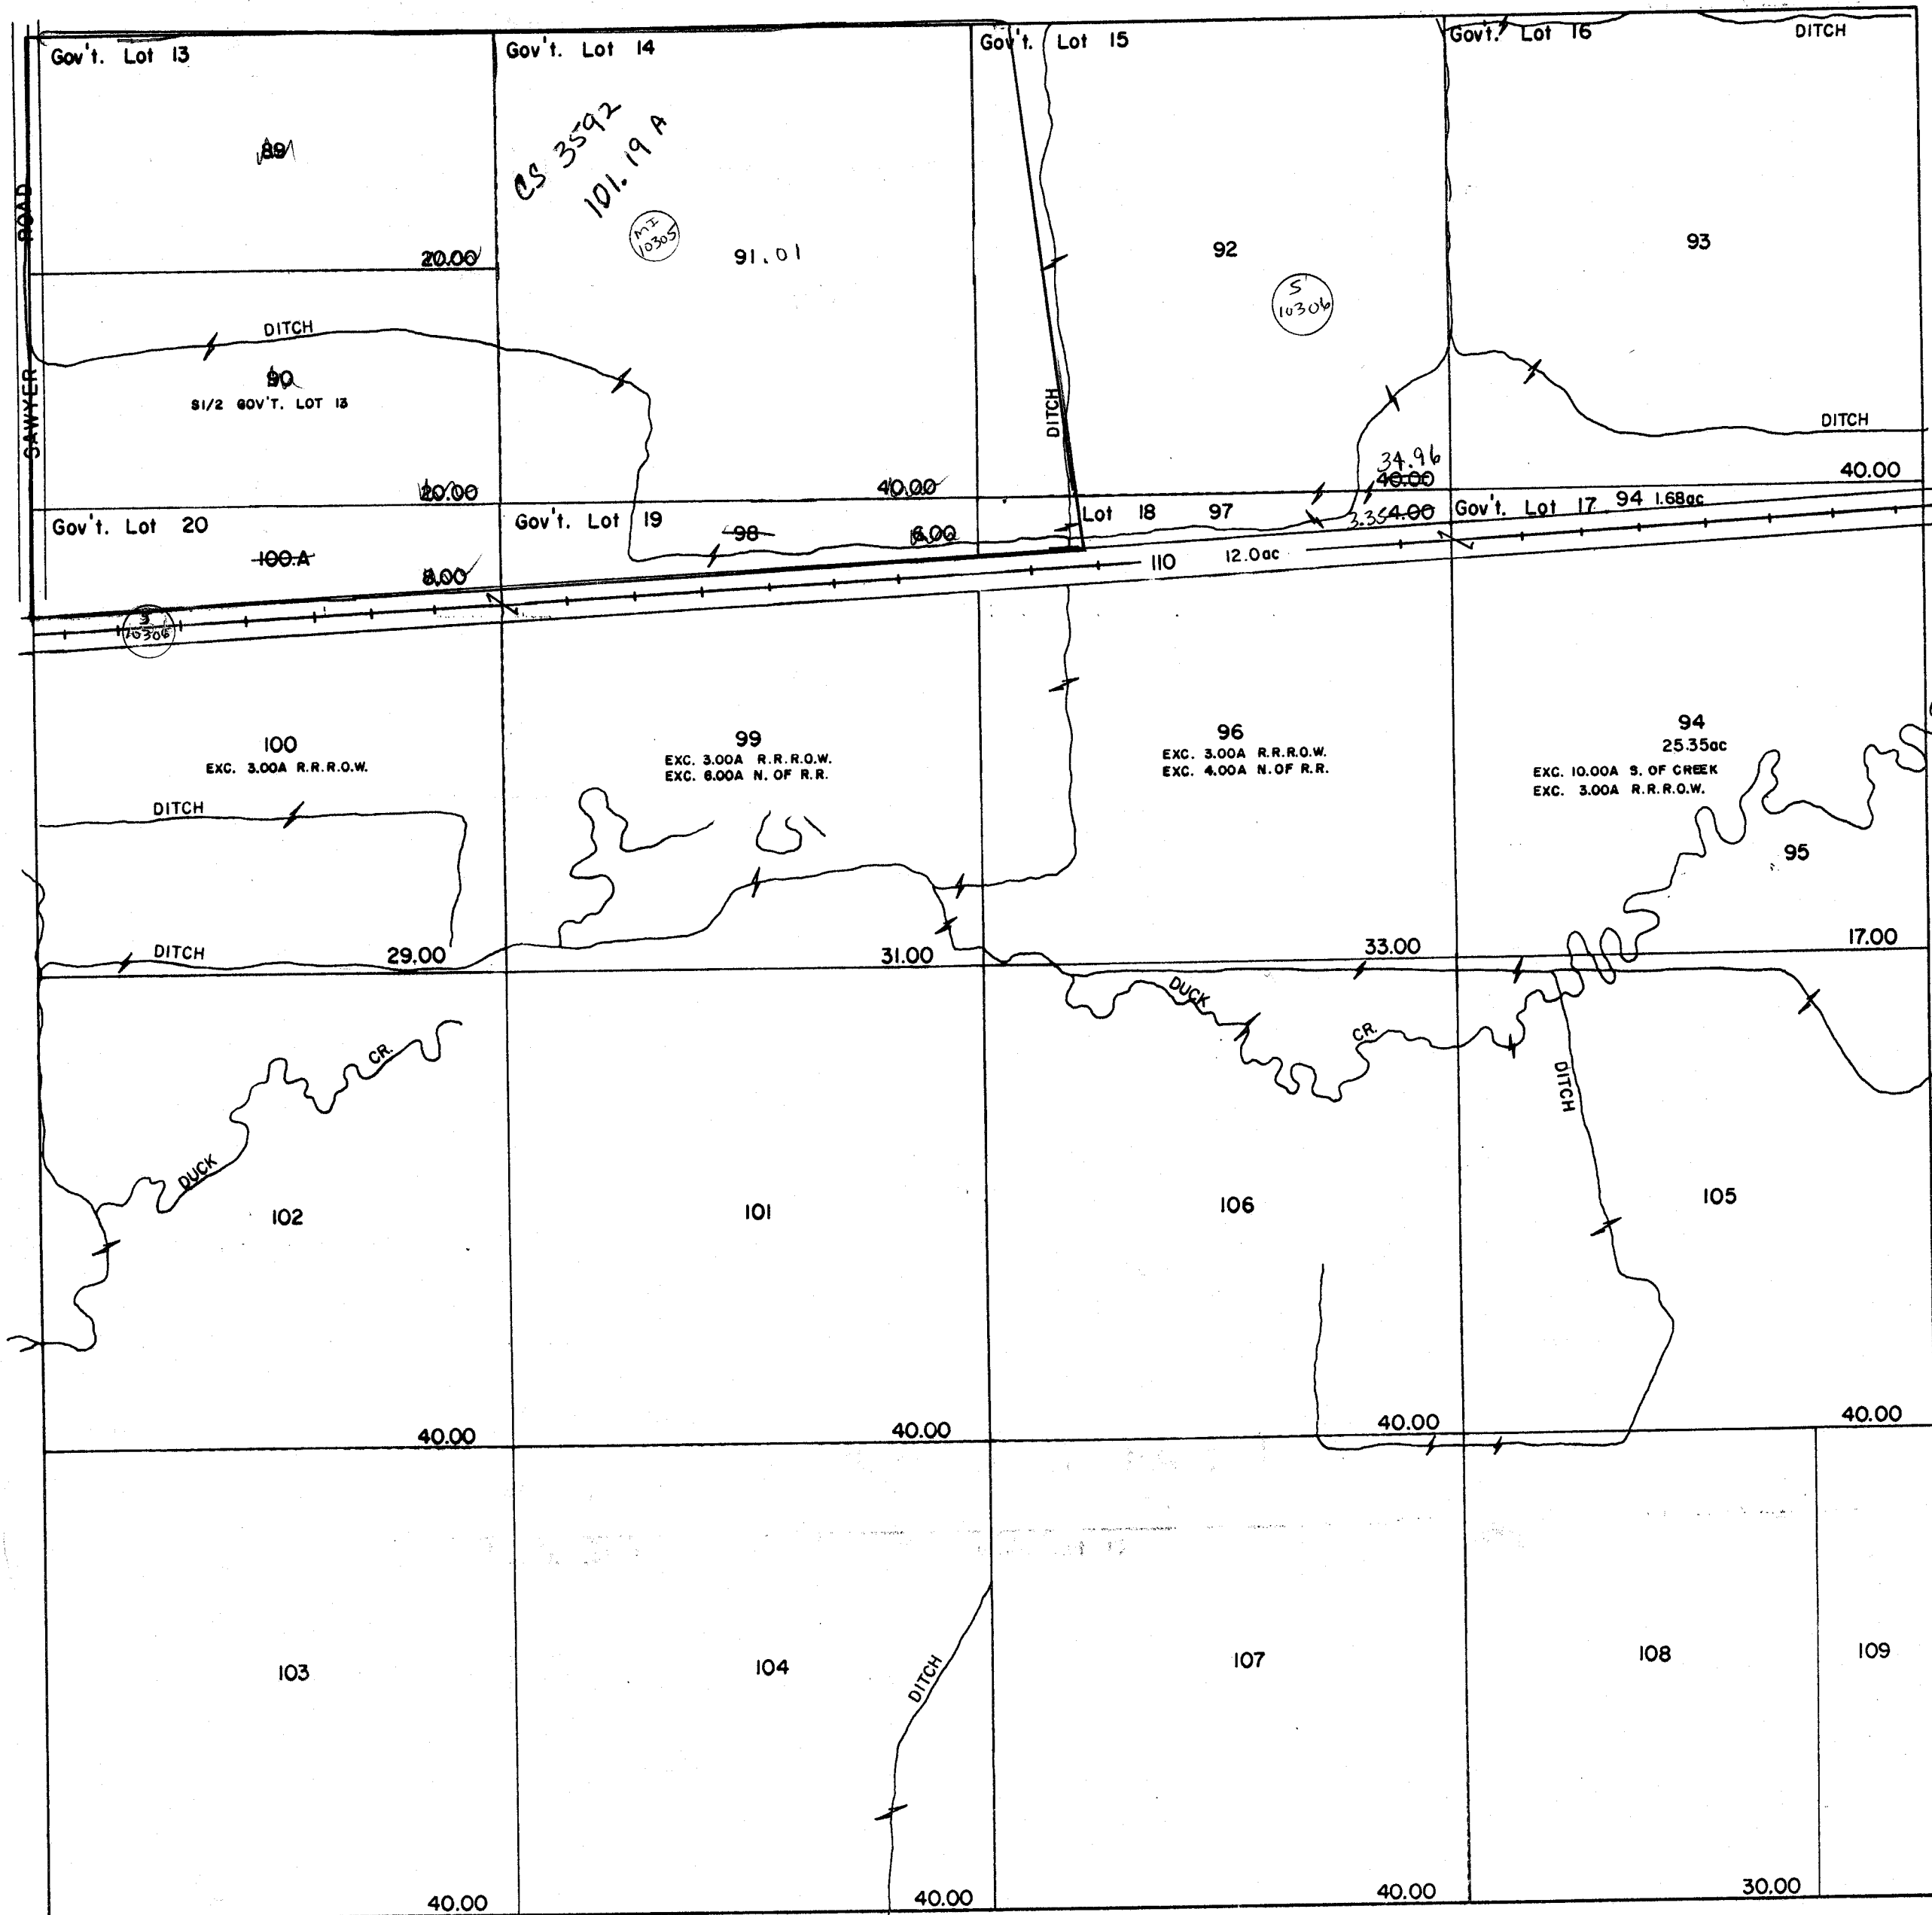 Gov't. Lot 13
Gov't. Lot 14
Gov't. Lot 15
Gov't. Lot 16
DITCH
CS 3592
101.19 A
89
MI
10305
SAWYER ROAD
20.00
91.01
92
93
S
10306
DITCH
90
S1/2 GOV'T. LOT 13
DITCH
DITCH
34.96
20.00
40.00
40.00
40.00
Gov't. Lot 20
Gov't. Lot 19
98
6.00
Lot 18
97
3.35
4.00
Gov't. Lot 17
94 1.68ac
100.A
8.00
110
12.0ac
S
10306
100
EXC. 3.00A R.R.R.O.W.
99
EXC. 3.00A R.R.R.O.W.
EXC. 6.00A N. OF R.R.
96
EXC. 3.00A R.R.R.O.W.
EXC. 4.00A N. OF R.R.
94
25.35ac
EXC. 10.00A S. OF CREEK
EXC. 3.00A R.R.R.O.W.
DITCH
95
DITCH
29.00
31.00
33.00
17.00
DUCK CR.
DUCK CR.
DITCH
102
101
106
105
40.00
40.00
40.00
40.00
103
104
DITCH
107
108
109
40.00
40.00
40.00
30.00